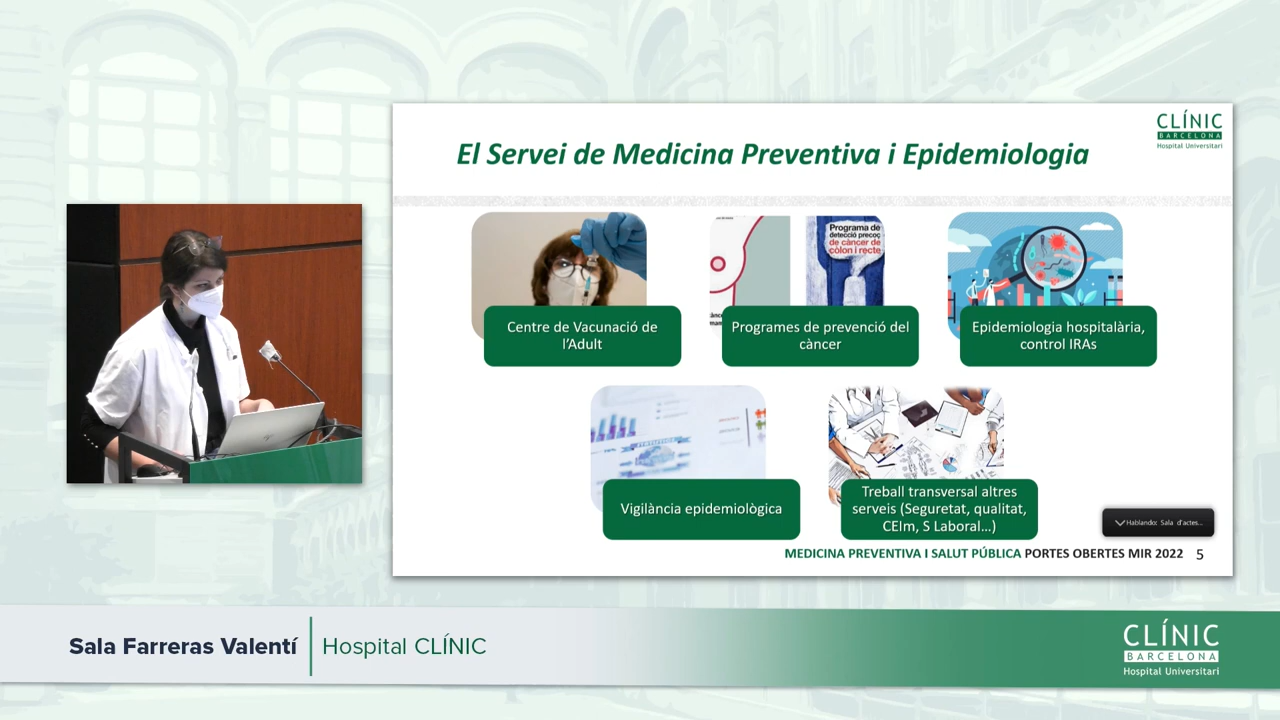 CLÍNIC
BARCELONA
Hospital Universitari
El Servei de Medicina Preventiva i Epidemiologia
Programa de
detecció precoç
de càncer de
còlon i recte
Centre de Vacunació de
l'Adult
Programes de prevenció del
càncer
Epidemiologia hospitalària,
control IRAs
Vigilància epidemiològica
Treball transversal altres
serveis (Seguretat, qualitat,
CEIm, S Laboral...)
Hablando: Sala d'actes...
MEDICINA PREVENTIVA I SALUT PÚBLICA PORTES OBERTES MIR 2022 5
Sala Farreras Valentí Hospital CLÍNIC
CLÍNIC
BARCELONA
Hospital Universitari